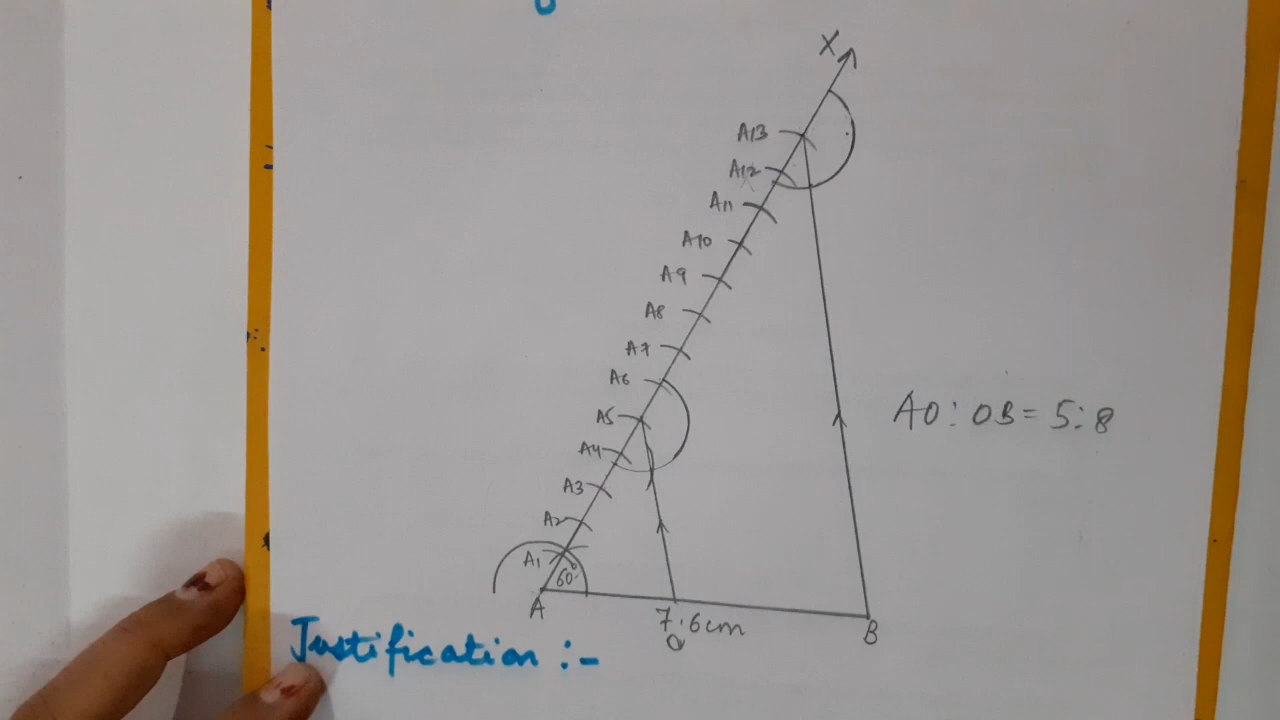 X
A13
A12
A11
A10
A9
A8
A7
A6
A5
A4
A3
A2
A1
60°
A
7.6cm
O
B
AO:OB=5:8
Justification:-